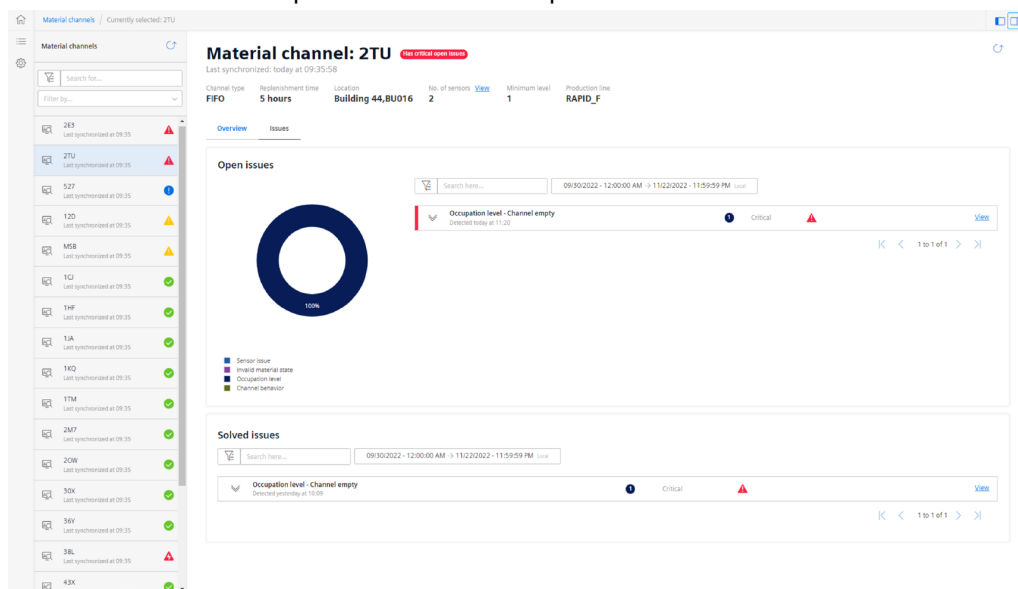 Material channels / Currently selected: 2TU
Material channels
Search for...
Filter by...
2E3
Last synchronized at 09:35
2TU
Last synchronized at 09:35
527
Last synchronized at 09:35
12D
Last synchronized at 09:35
M5B
Last synchronized at 09:35
1CJ
Last synchronized at 09:35
1HF
Last synchronized at 09:35
1JA
Last synchronized at 09:35
1KQ
Last synchronized at 09:35
1TM
Last synchronized at 09:35
2M7
Last synchronized at 09:35
2OW
Last synchronized at 09:35
30X
Last synchronized at 09:35
36Y
Last synchronized at 09:35
38L
Last synchronized at 09:35
43X
Material channel: 2TU Has critical open issues
Last synchronized: today at 09:35:58
Channel type Replenishment time Location No. of sensors View Minimum level Production line
FIFO 5 hours Building 44,BU016 2 1 RAPID_F
Overview Issues
Open issues
Search here... 09/30/2022 - 12:00:00 AM → 11/22/2022 - 11:59:59 PM Local
Occupation level - Channel empty 1 Critical View
Detected today at 11:20
1 to 1 of 1
100%
Sensor issue
Invalid material state
Occupation level
Channel behavior
Solved issues
Search here... 09/30/2022 - 12:00:00 AM → 11/22/2022 - 11:59:59 PM Local
Occupation level - Channel empty 1 Critical View
Detected yesterday at 10:09
1 to 1 of 1